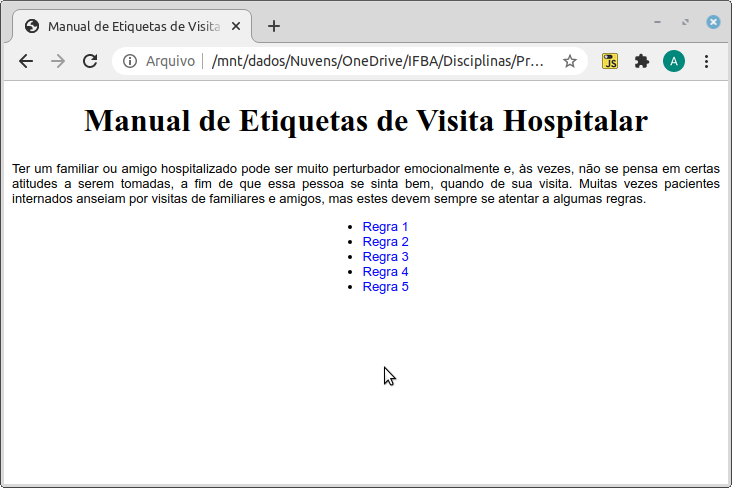 Manual de Etiquetas de Visita
Arquivo | /mnt/dados/Nuvens/OneDrive/IFBA/Disciplinas/Pr…
JS
A
Manual de Etiquetas de Visita Hospitalar
Ter um familiar ou amigo hospitalizado pode ser muito perturbador emocionalmente e, às vezes, não se pensa em certas
atitudes a serem tomadas, a fim de que essa pessoa se sinta bem, quando de sua visita. Muitas vezes pacientes
internados anseiam por visitas de familiares e amigos, mas estes devem sempre se atentar a algumas regras.
• Regra 1
• Regra 2
• Regra 3
• Regra 4
• Regra 5